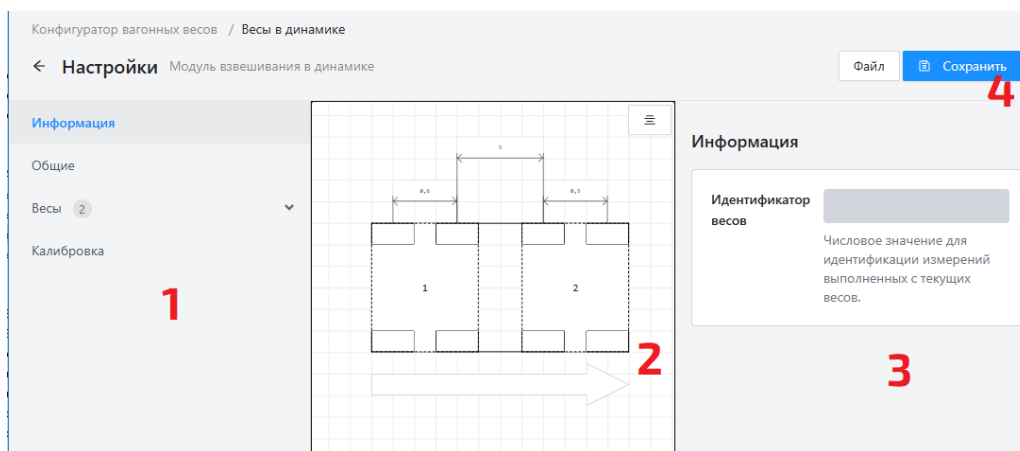 Конфигуратор вагонных весов / Весы в динамике
← Настройки Модуль взвешивания в динамике
Файл
Сохранить
4
Информация
Общие
Весы 2
Калибровка
1
5
0,6
0,5
1
2
2
Информация
Идентификатор
весов
Числовое значение для
идентификации измерений
выполненных с текущих
весов.
3